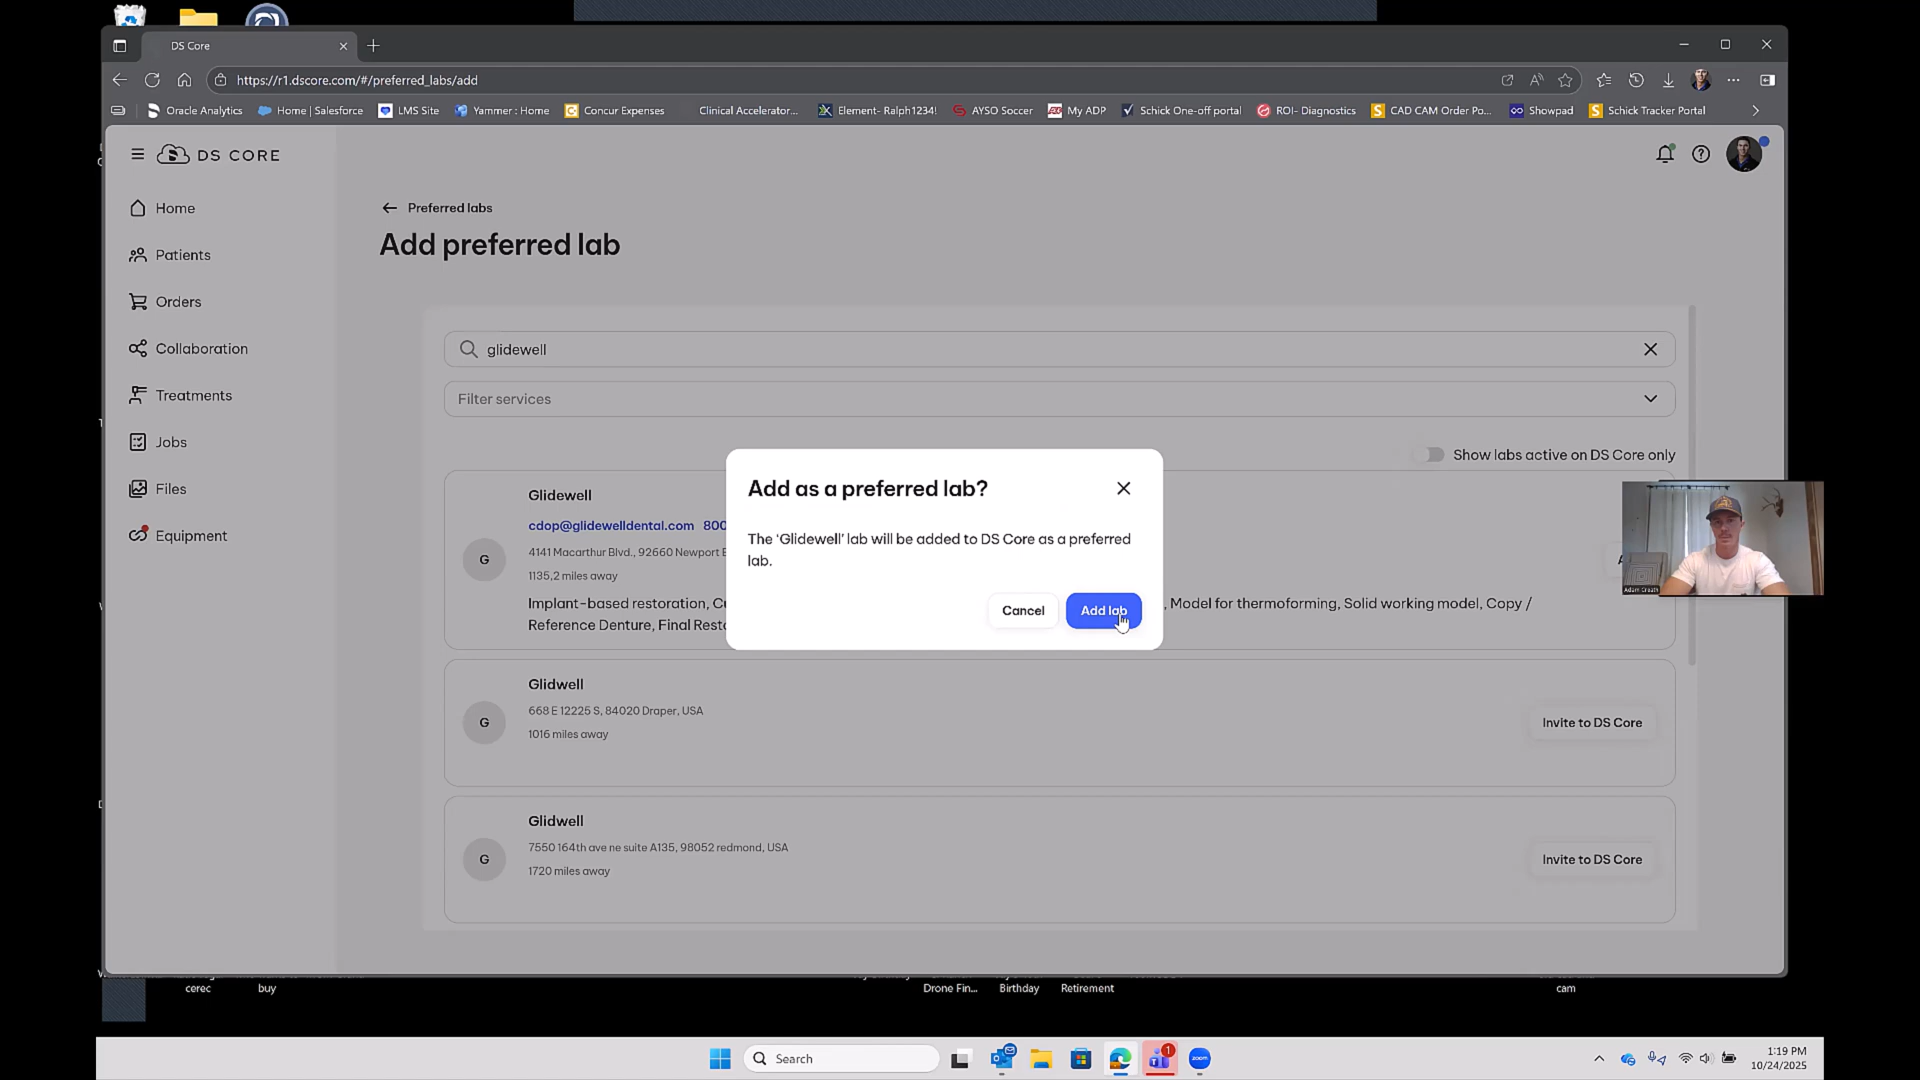 DS Core
https://r1.dscore.com/#/preferred_labs/add
Oracle Analytics
Home | Salesforce
LMS Site
Yammer : Home
Concur Expenses
Clinical Accelerator...
Element- Ralph1234!
AYSO Soccer
My ADP
Schick One-off portal
ROI- Diagnostics
CAD CAM Order Po...
Showpad
Schick Tracker Portal
DS CORE
Home
Patients
Orders
Collaboration
Treatments
Jobs
Files
Equipment
Preferred labs
Add preferred lab
glidewell
Filter services
Show labs active on DS Core only
G
Glidewell
cdop@glidewelldental.com 800
4141 Macarthur Blvd., 92660 Newport
1135,2 miles away
Implant-based restoration,
, Model for thermoforming, Solid working model, Copy /
Reference Denture, Final
Add as a preferred lab?
The ‘Glidewell’ lab will be added to DS Core as a preferred
lab.
Cancel
Add lab
G
Glidwell
668 E 12225 S, 84020 Draper, USA
1016 miles away
Invite to DS Core
G
Glidwell
7550 164th ave ne suite A135, 98052 redmond, USA
1720 miles away
Invite to DS Core
Adam Creath
cerec
buy
Drone Fin...
Birthday
Retirement
cam
Search
1
zoom
1:19 PM
10/24/2025